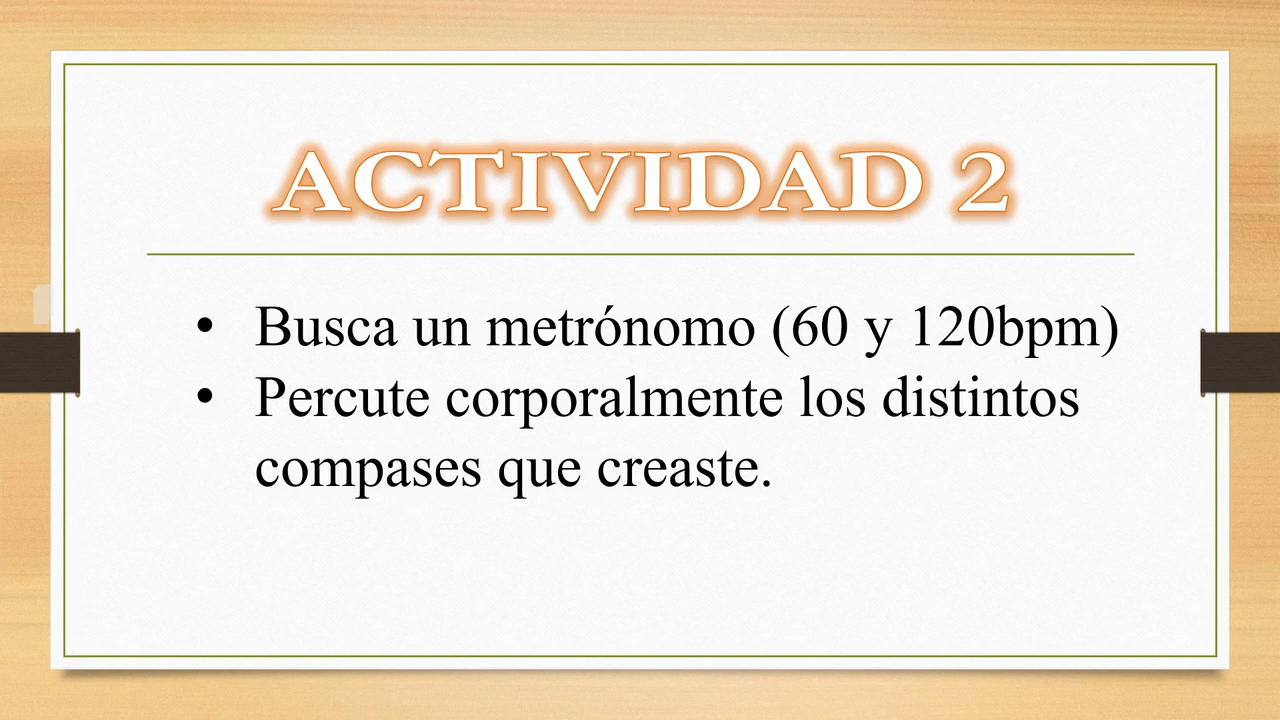 ACTIVIDAD 2
• Busca un metrónomo (60 y 120bpm)
• Percute corporalmente los distintos
compases que creaste.